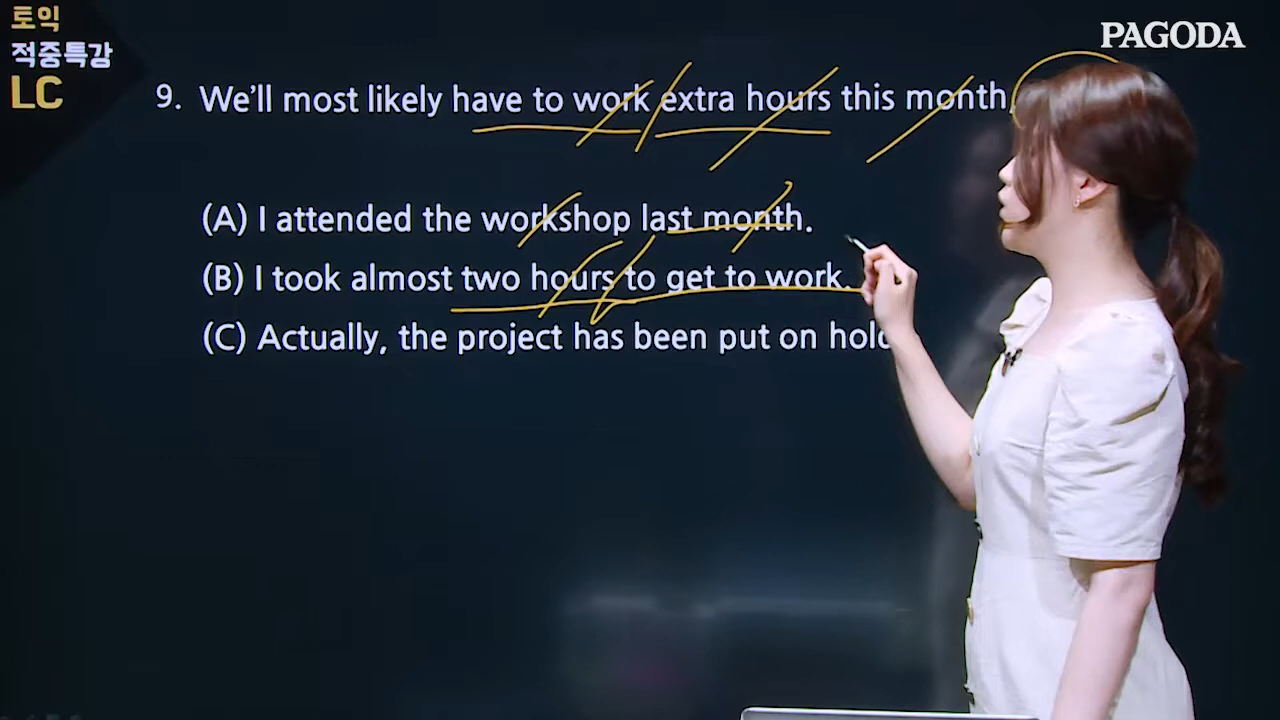 토익
적중특강
LC
PAGODA
9. We'll most likely have to work extra hours this month,
(A) I attended the workshop last month.
(B) I took almost two hours to get to work.
(C) Actually, the project has been put on hold